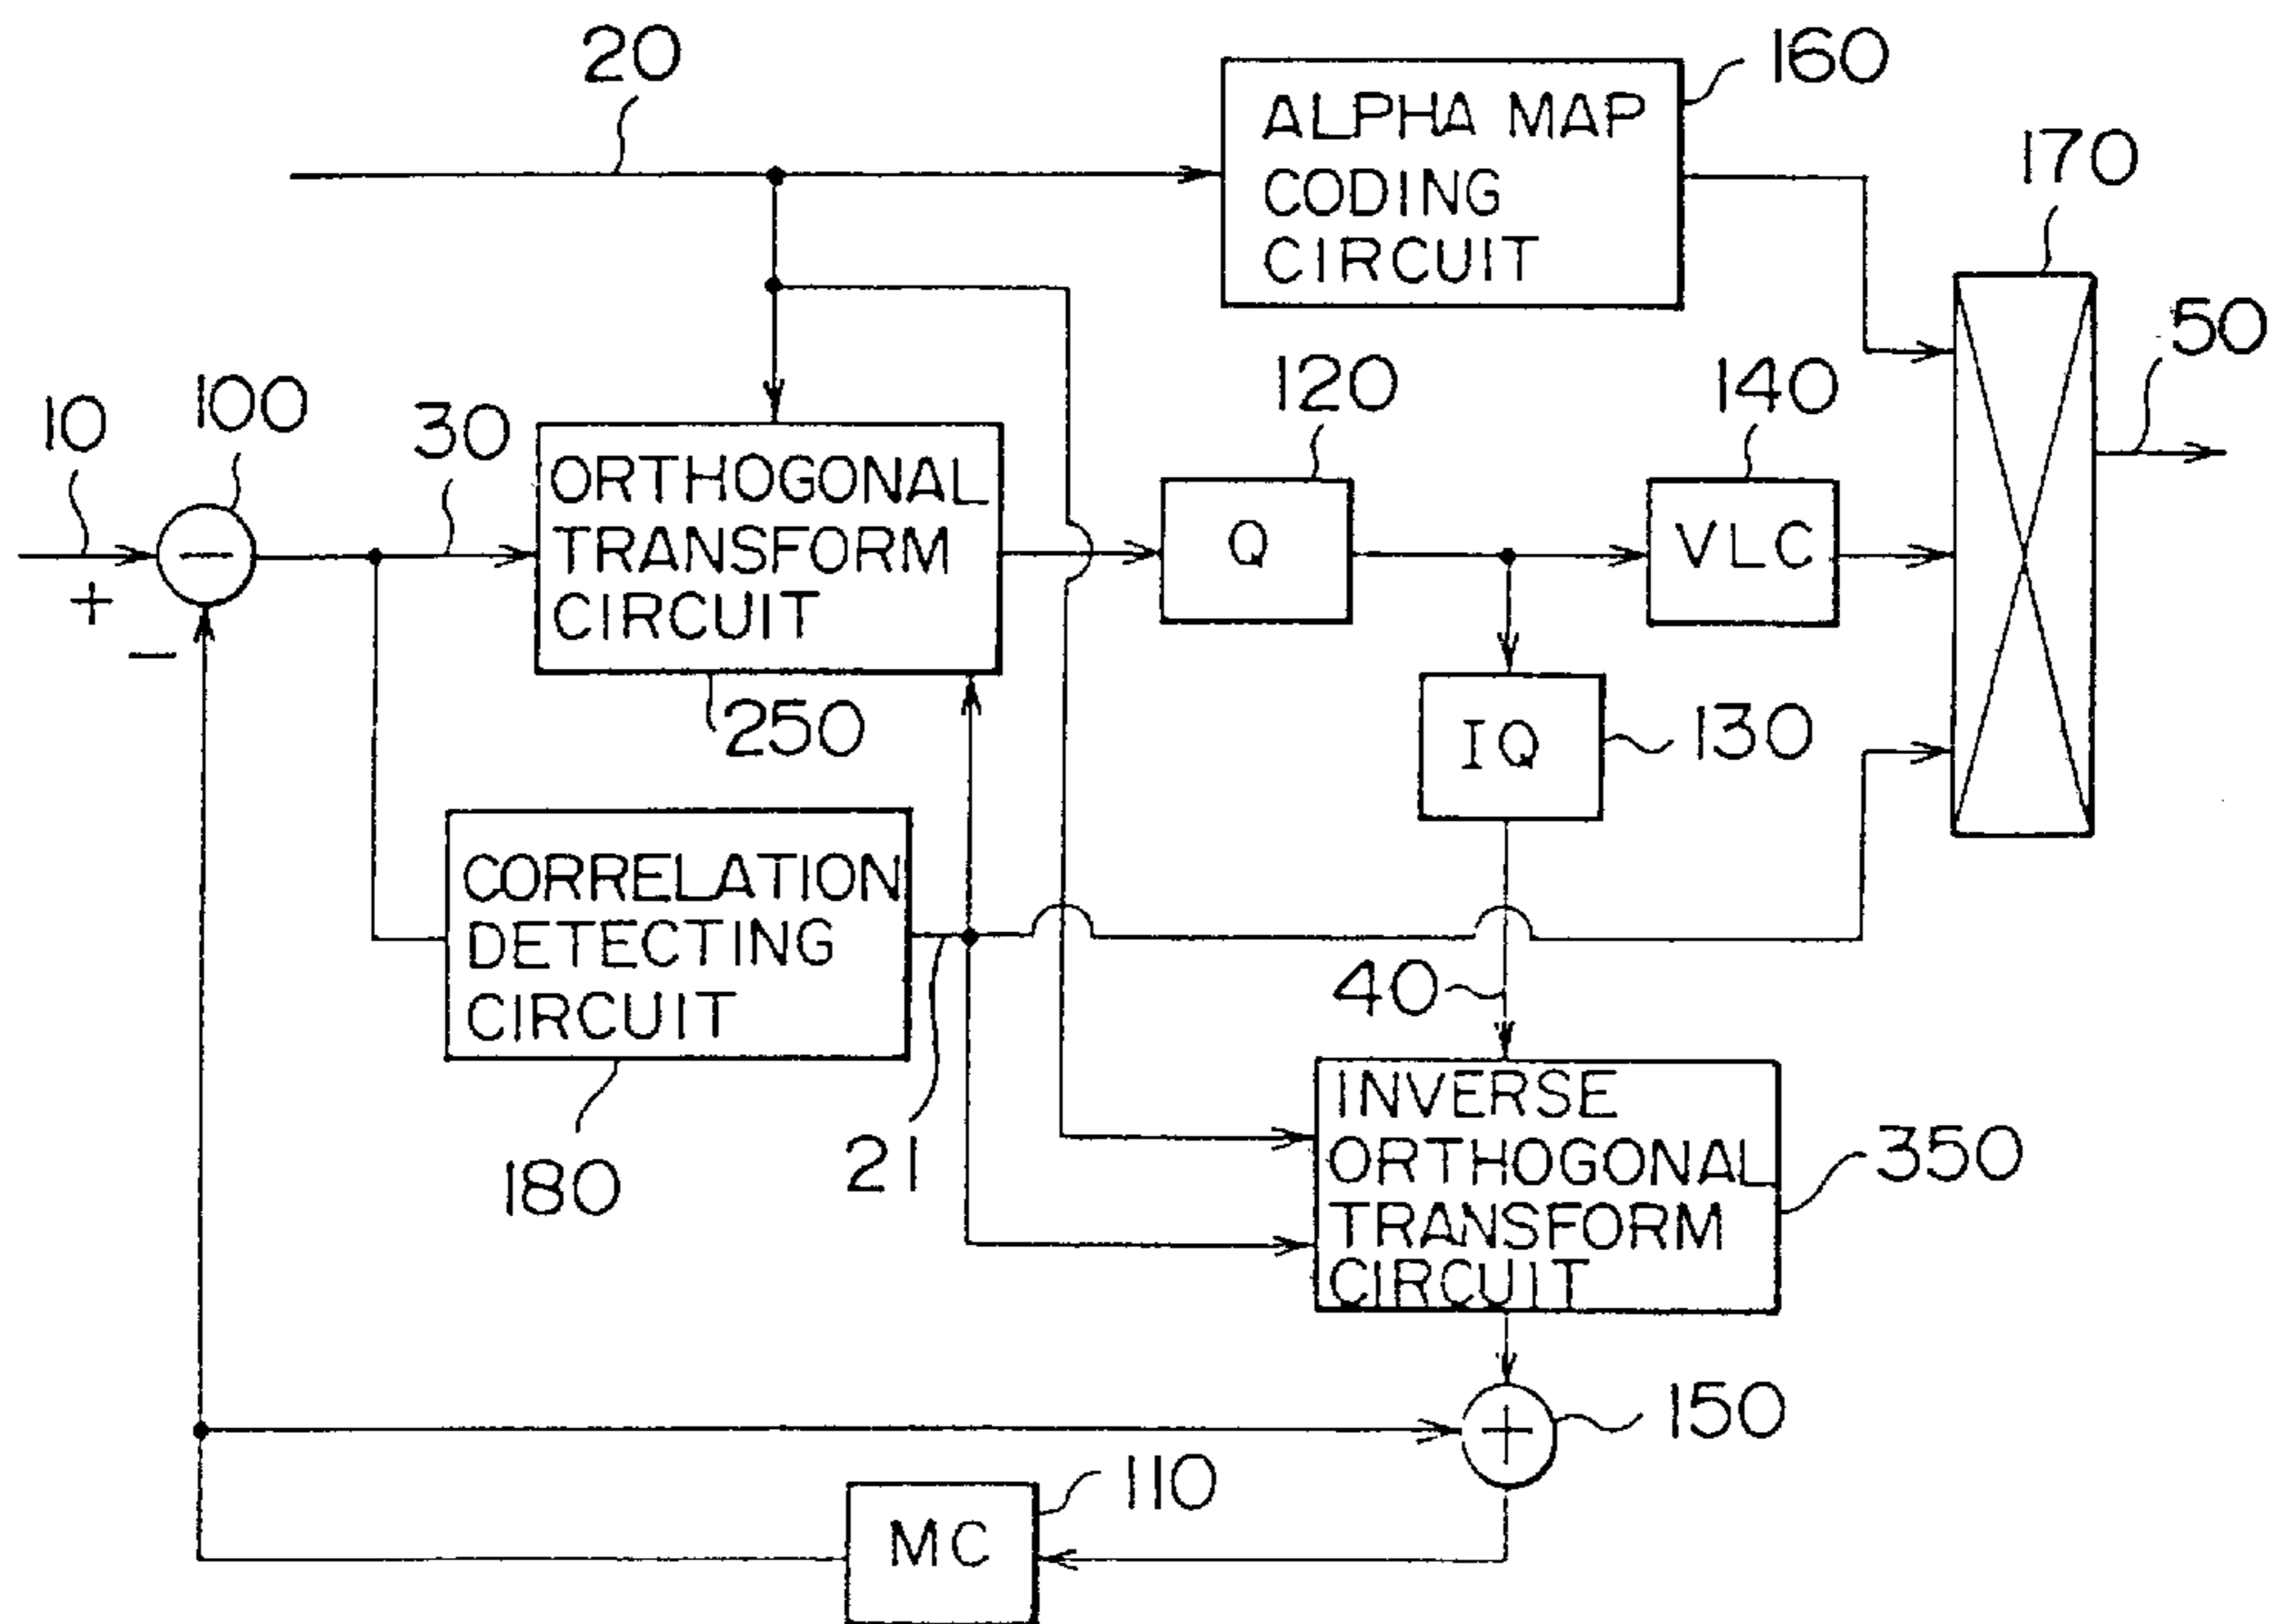 20
160
ALPHA MAP
CODING
CIRCUIT
170
50
10
100
30
120
140
+
−
−
ORTHOGONAL
TRANSFORM
CIRCUIT
250
Q
VLC
IQ
130
CORRELATION
DETECTING
CIRCUIT
180
21
40
INVERSE
ORTHOGONAL
TRANSFORM
CIRCUIT
350
+
150
MC
110